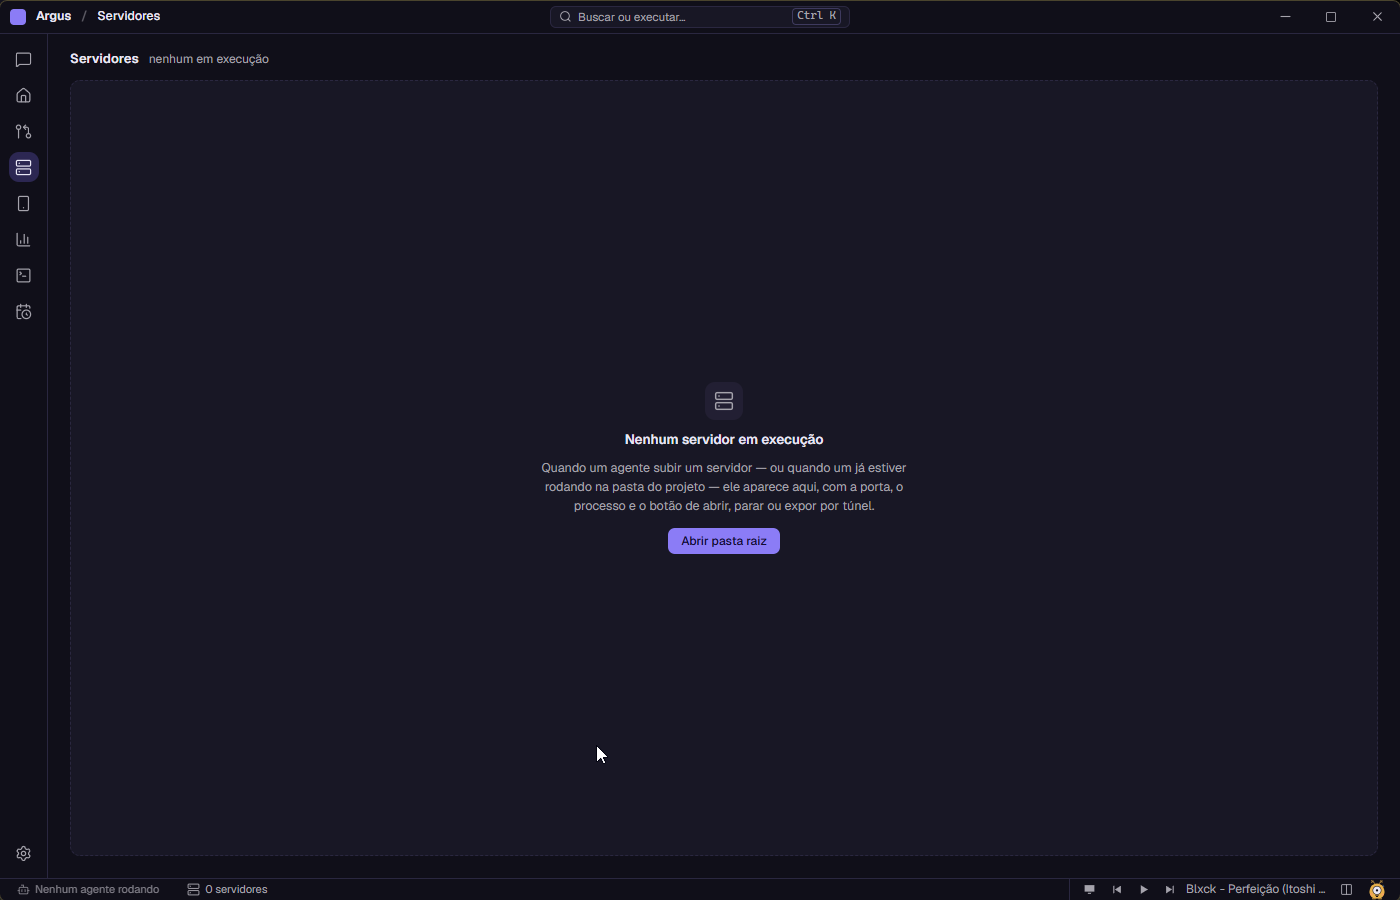 Argus / Servidores
Buscar ou executar...
Ctrl K
Servidores nenhum em execução
Nenhum servidor em execução
Quando um agente subir um servidor — ou quando um já estiver
rodando na pasta do projeto — ele aparece aqui, com a porta, o
processo e o botão de abrir, parar ou expor por túnel.
Abrir pasta raiz
Nenhum agente rodando
0 servidores
Blxck - Perfeição (Itoshi ...